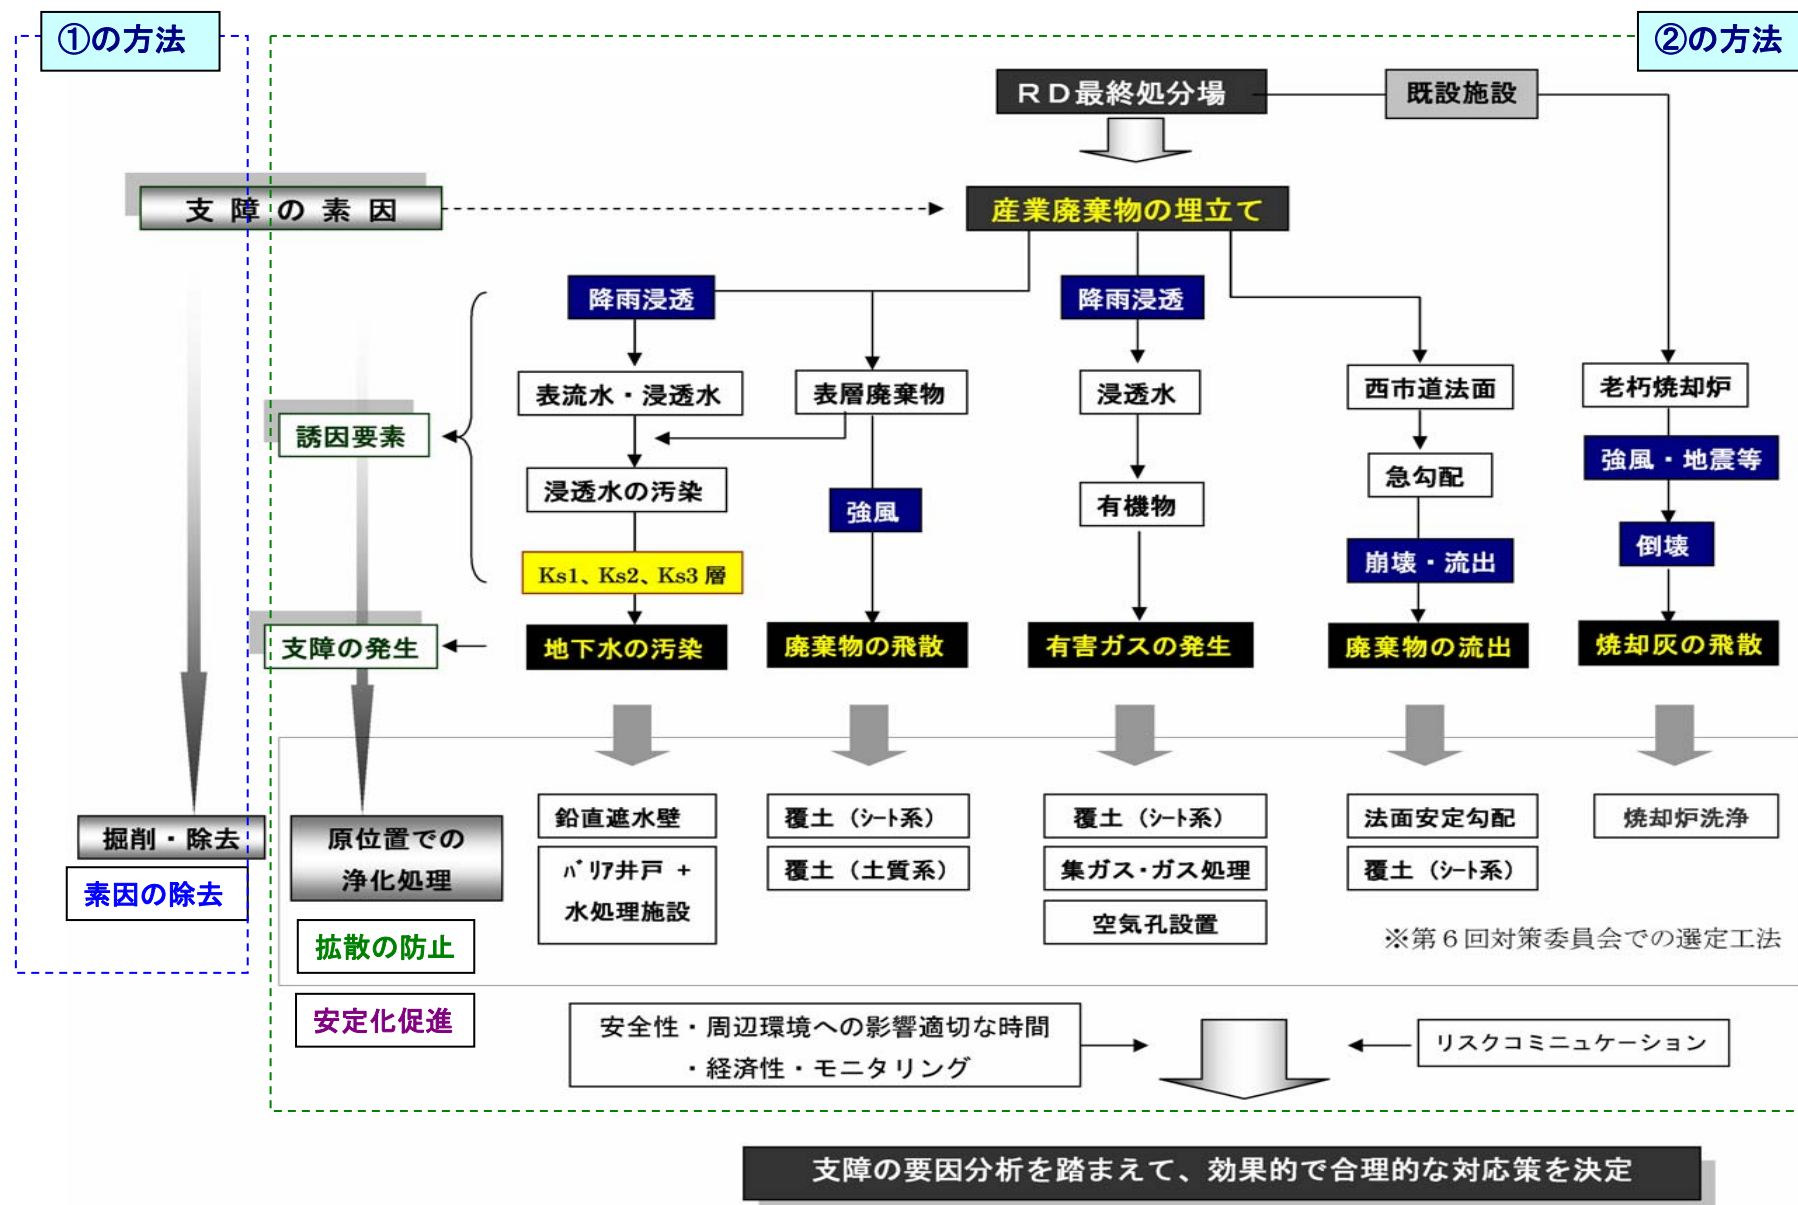 ①の方法
②の方法
RD最終処分場
既設施設
支障の素因
産業廃棄物の埋立て
降雨浸透
降雨浸透
表流水・浸透水
表層廃棄物
浸透水
西市道法面
老朽焼却炉
誘因要素
強風・地震等
急勾配
浸透水の汚染
強風
有機物
倒壊
Ks1、Ks2、Ks3層
崩壊・流出
支障の発生
地下水の汚染
廃棄物の飛散
有害ガスの発生
廃棄物の流出
焼却灰の飛散
掘削・除去
素因の除去
原位置での
浄化処理
拡散の防止
安定化促進
鉛直遮水壁
バリア井戸 +
水処理施設
覆土(シート系)
覆土(土質系)
覆土(シート系)
集ガス・ガス処理
空気孔設置
法面安定勾配
覆土(シート系)
焼却炉洗浄
※第6回対策委員会での選定工法
安全性・周辺環境への影響適切な時間
・経済性・モニタリング
リスクコミニュケーション
支障の要因分析を踏まえて、効果的で合理的な対応策を決定